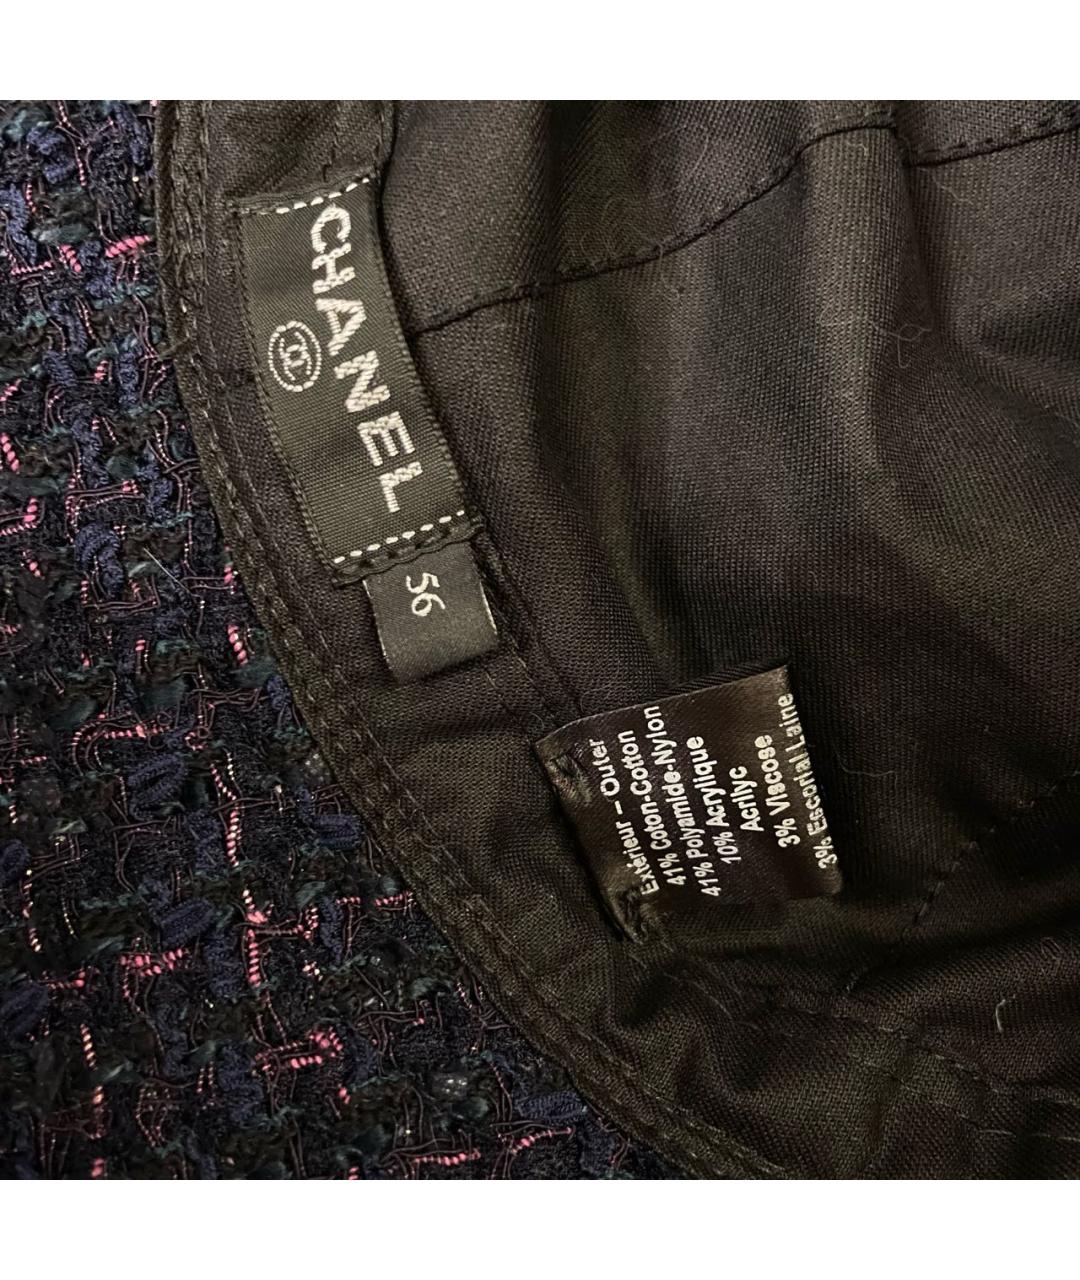 CHANEL
56
Extérieur – Outer
41% Coton-Cotton
41% Polyamide-Nylon
10% Acrylique
Acrilyc
3% Viscose
3% Escorial Laine